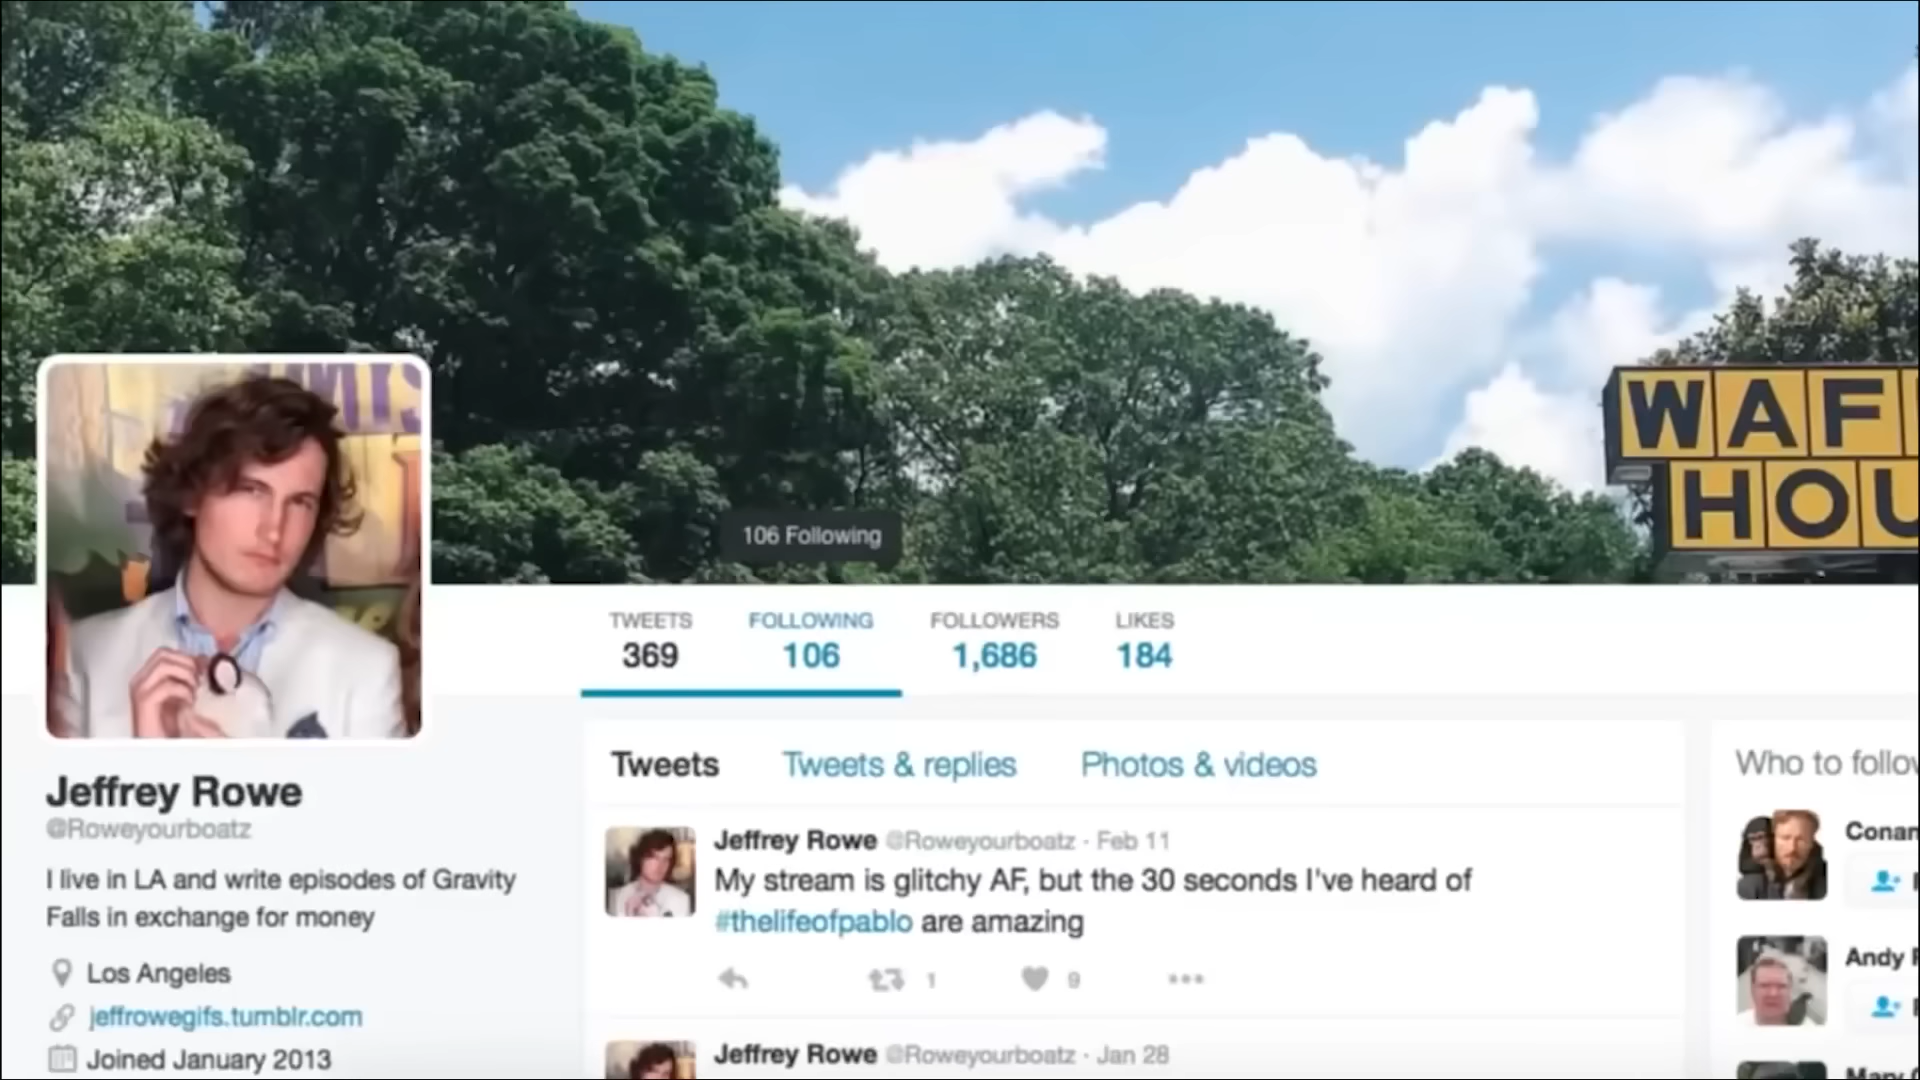 WAF
HOU
106 Following
TWEETS FOLLOWING FOLLOWERS LIKES
369 106 1,686 184
Tweets Tweets & replies Photos & videos
Who to follow
Jeffrey Rowe
@Roweyourboatz
I live in LA and write episodes of Gravity
Falls in exchange for money
Los Angeles
jeffrowegifs.tumblr.com
Joined January 2013
Jeffrey Rowe @Roweyourboatz · Feb 11
My stream is glitchy AF, but the 30 seconds I've heard of
#thelifeofpablo are amazing
1 9
Jeffrey Rowe @Roweyourboatz · Jan 28
Conan
Andy